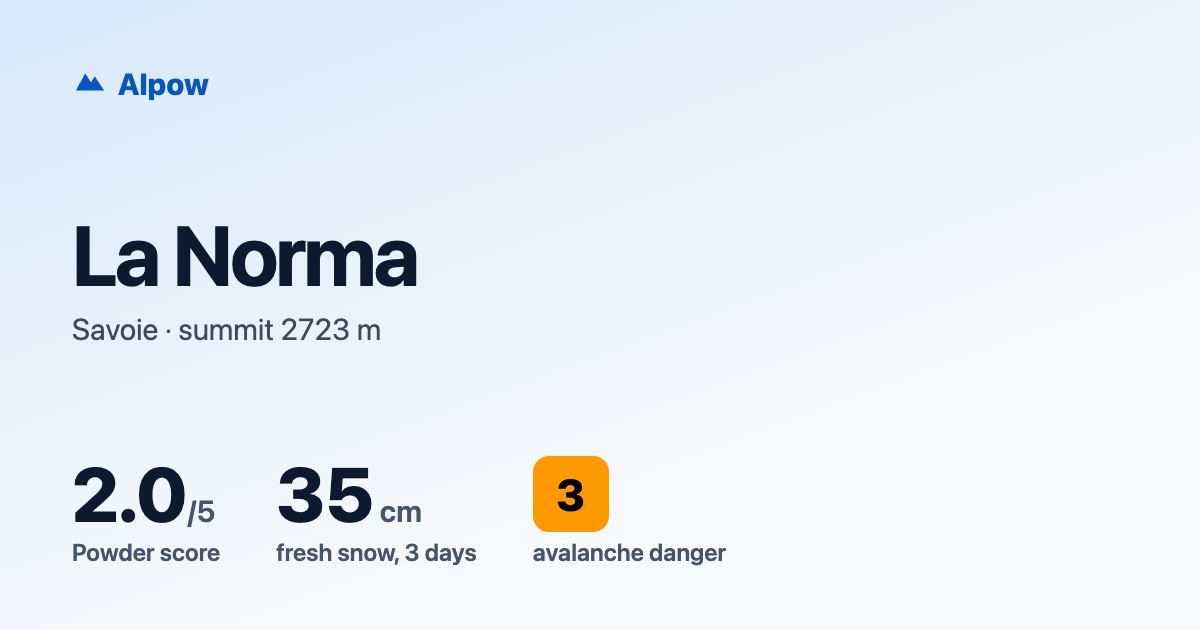 Alpow
La Norma
Savoie · summit 2723 m
2.0/5 35 cm 3
Powder score fresh snow, 3 days avalanche danger